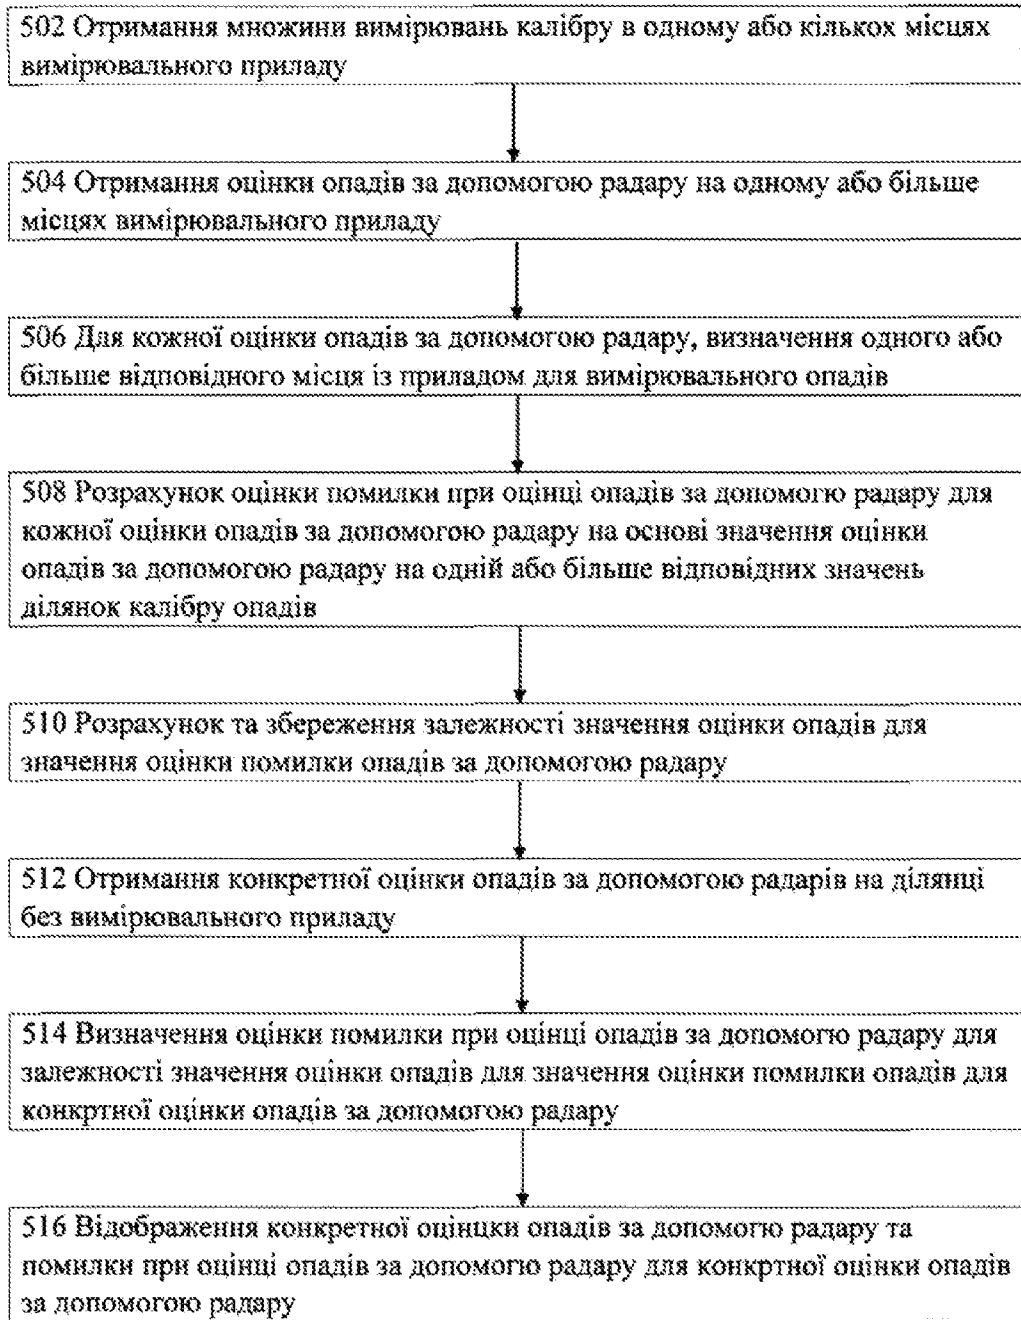 502 Отримання множини вимірювань калібру в одному або кількох місцях
вимірювального приладу
504 Отримання оцінки опадів за допомогою радару на одному або більше
місцях вимірювального приладу
506 Для кожної оцінки опадів за допомогою радару, визначення одного або
більше відповідного місця із приладом для вимірювального опадів
508 Розрахунок оцінки помилки при оцінці опадів за допомогю радару для
кожної оцінки опадів за допомогою радару на основі значення оцінки
опадів за допомогою радару на одній або більше відповідних значень
ділянок калібру опадів
510 Розрахунок та збереження залежності значення оцінки опадів для
значення оцінки помилки опадів за допомогою радару
512 Отримання конкретної оцінки опадів за допомогою радарів на ділянці
без вимірювального приладу
514 Визначення оцінки помилки при оцінці опадів за допомогю радару для
залежності значення оцінки опадів для значення оцінки помилки опадів для
конкртної оцінки опадів за допомогою радару
516 Відображення конкретної оцінцки опадів за допомогю радару та
помилки при оцінці опадів за допомогю радару для конкртної оцінки опадів
за допомогою радару